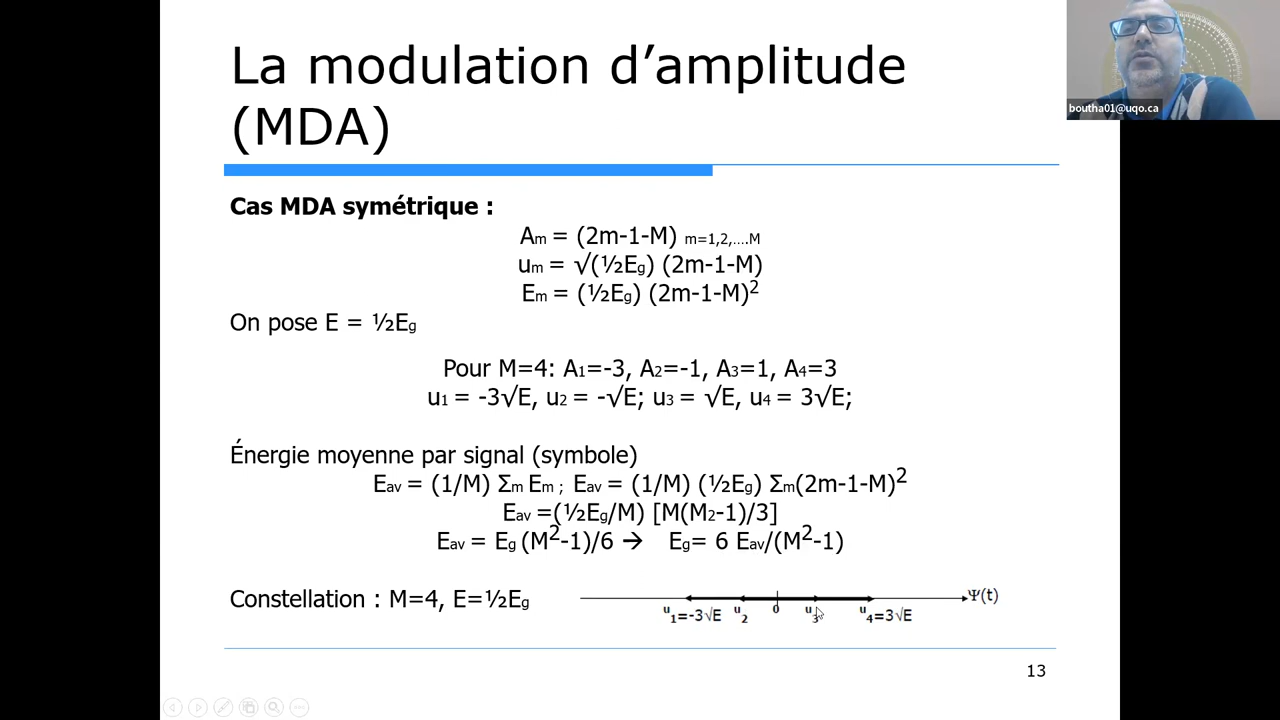 La modulation d’amplitude
(MDA)
boutha01@uqo.ca
Cas MDA symétrique :
Am = (2m-1-M) m=1,2,….M
um = √(½Eg) (2m-1-M)
Em = (½Eg) (2m-1-M)2
On pose E = ½Eg
Pour M=4: A1=-3, A2=-1, A3=1, A4=3
u1 = -3√E, u2 = -√E; u3 = √E, u4 = 3√E;
Énergie moyenne par signal (symbole)
Eav = (1/M) Σm Em ; Eav = (1/M) (½Eg) Σm(2m-1-M)2
Eav =(½Eg/M) [M(M2-1)/3]
Eav = Eg (M2-1)/6 → Eg= 6 Eav/(M2-1)
Constellation : M=4, E=½Eg
Ψ(t)
u1=-3√E u2 0 u3 u4=3√E
13